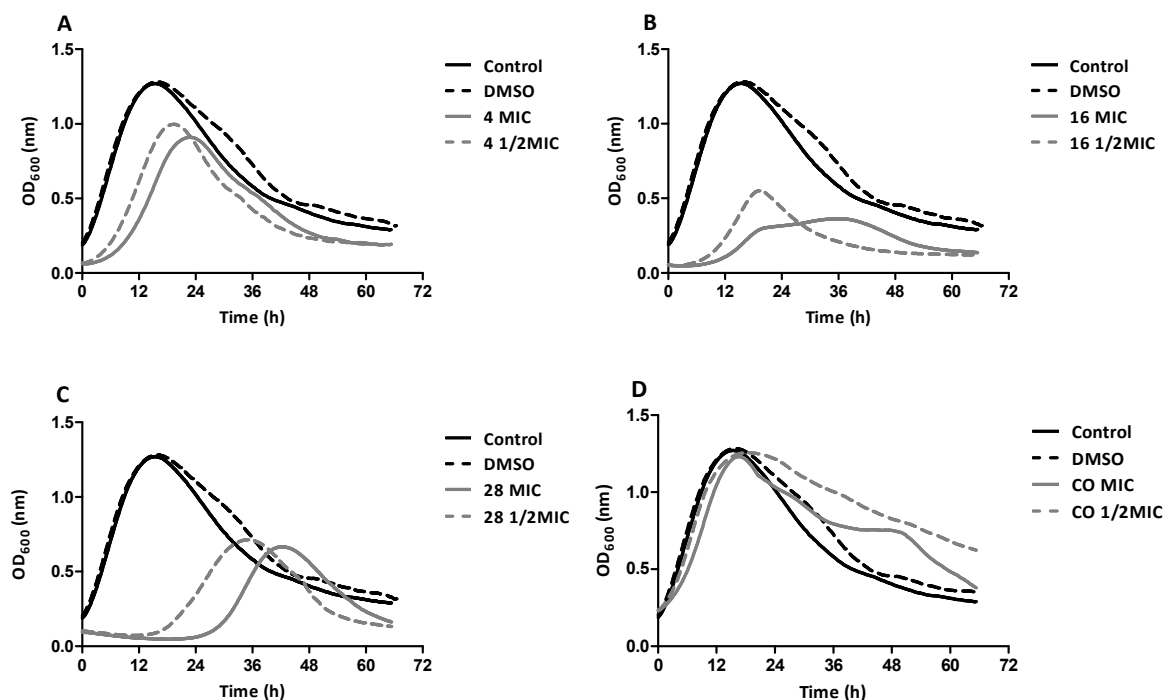 A
1.5
1.0
0.5
0.0
OD600 (nm)
0 12 24 36 48 60 72
Time (h)
Control
DMSO
4 MIC
4 1/2MIC
B
1.5
1.0
0.5
0.0
OD600 (nm)
0 12 24 36 48 60 72
Time (h)
Control
DMSO
16 MIC
16 1/2MIC
C
1.5
1.0
0.5
0.0
OD600 (nm)
0 12 24 36 48 60 72
Time (h)
Control
DMSO
28 MIC
28 1/2MIC
D
1.5
1.0
0.5
0.0
OD600 (nm)
0 12 24 36 48 60 72
Time (h)
Control
DMSO
CO MIC
CO 1/2MIC